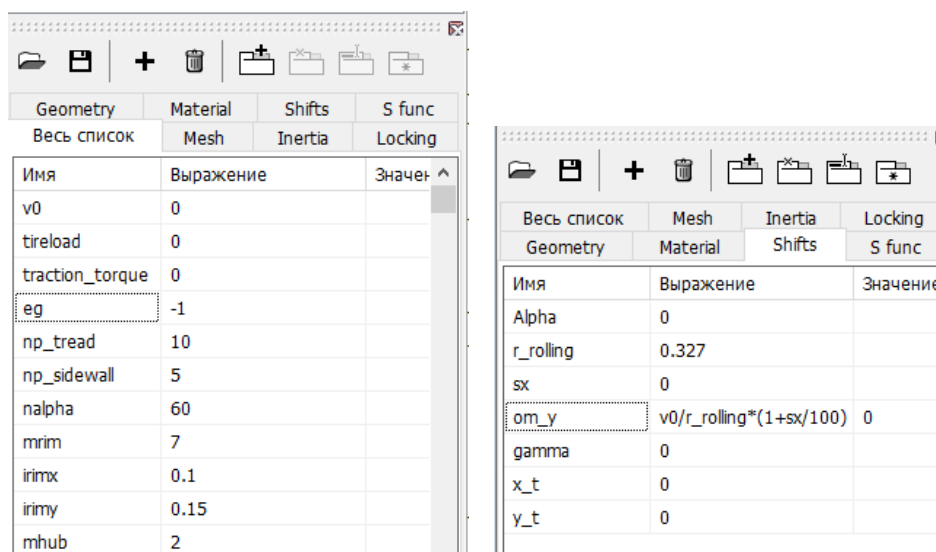 Geometry Material Shifts S func
Весь список Mesh Inertia Locking
Имя Выражение Значен
v0 0
tireload 0
traction_torque 0
eg -1
np_tread 10
np_sidewall 5
nalpha 60
mrim 7
irimx 0.1
irimy 0.15
mhub 2
Весь список Mesh Inertia Locking
Geometry Material Shifts S func
Имя Выражение Значение
Alpha 0
r_rolling 0.327
sx 0
om_y v0/r_rolling*(1+sx/100) 0
gamma 0
x_t 0
y_t 0